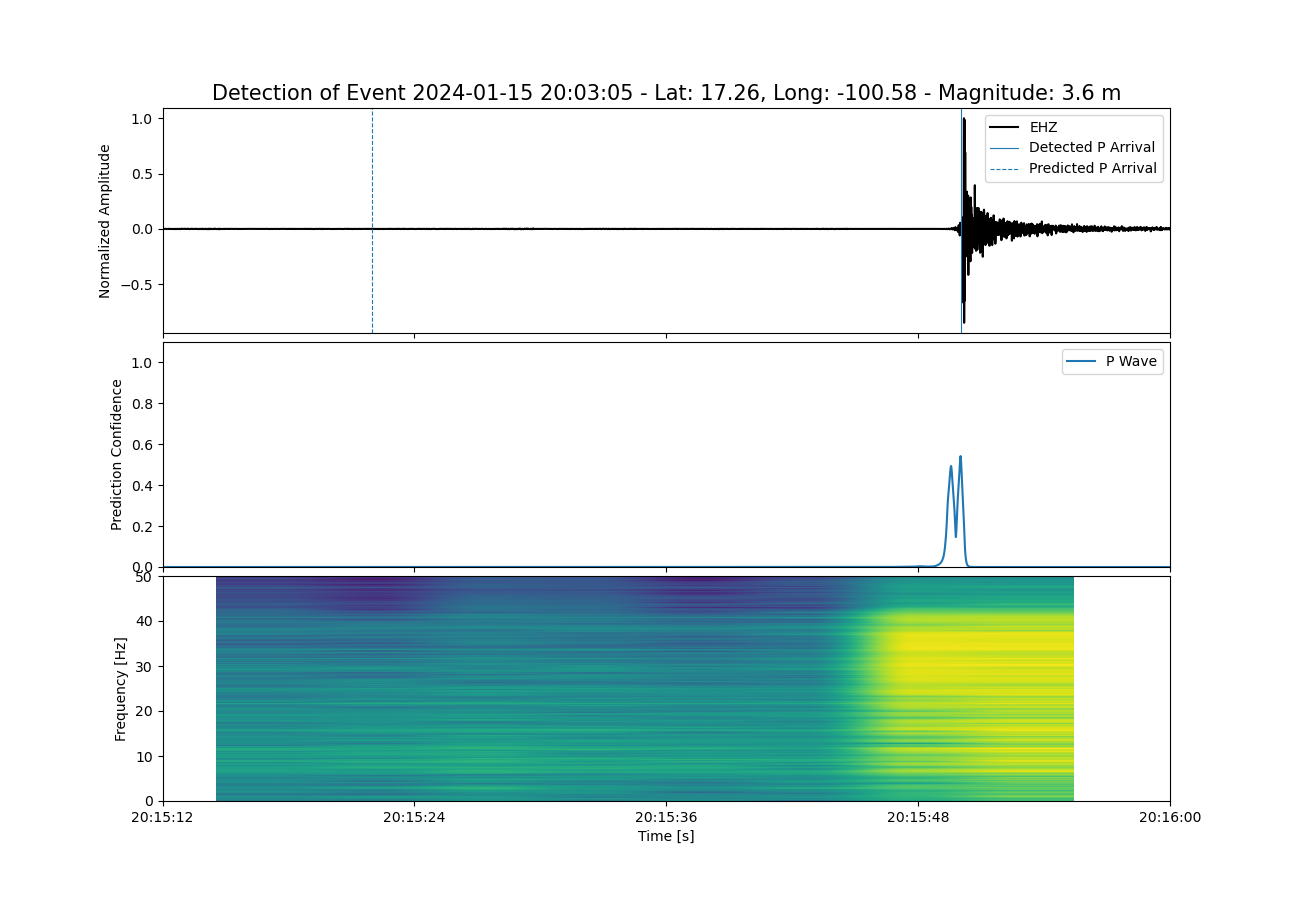 Detection of Event 2024-01-15 20:03:05 - Lat: 17.26, Long: -100.58 - Magnitude: 3.6 m
Normalized Amplitude
1.0
0.5
0.0
−0.5
EHZ
Detected P Arrival
Predicted P Arrival
Prediction Confidence
1.0
0.8
0.6
0.4
0.2
0.0
P Wave
Frequency [Hz]
50
40
30
20
10
0
20:15:12 20:15:24 20:15:36 20:15:48 20:16:00
Time [s]